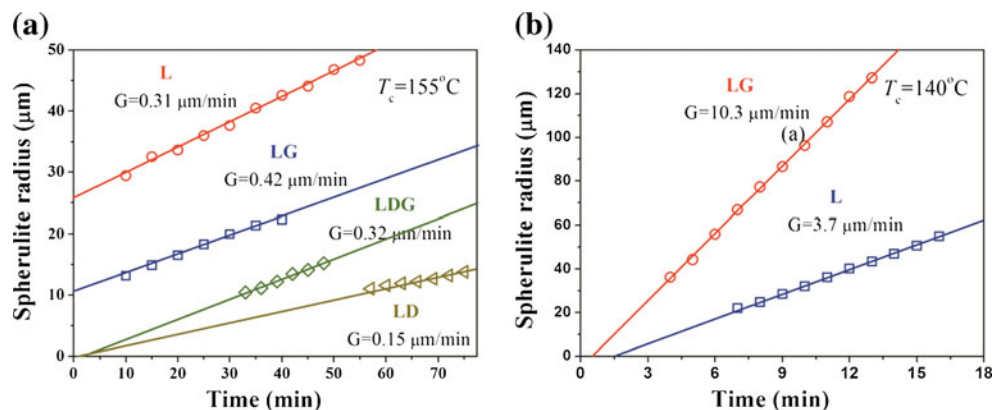 (a)
50
40
30
20
10
0
Spherulite radius (μm)
L
G=0.31 μm/min
Tc=155°C
LG
G=0.42 μm/min
LDG
G=0.32 μm/min
LD
G=0.15 μm/min
0 10 20 30 40 50 60 70
Time (min)
(b)
140
120
100
80
60
40
20
0
Spherulite radius (μm)
LG
G=10.3 μm/min
(a)
Tc=140°C
L
G=3.7 μm/min
3 6 9 12 15 18
Time (min)